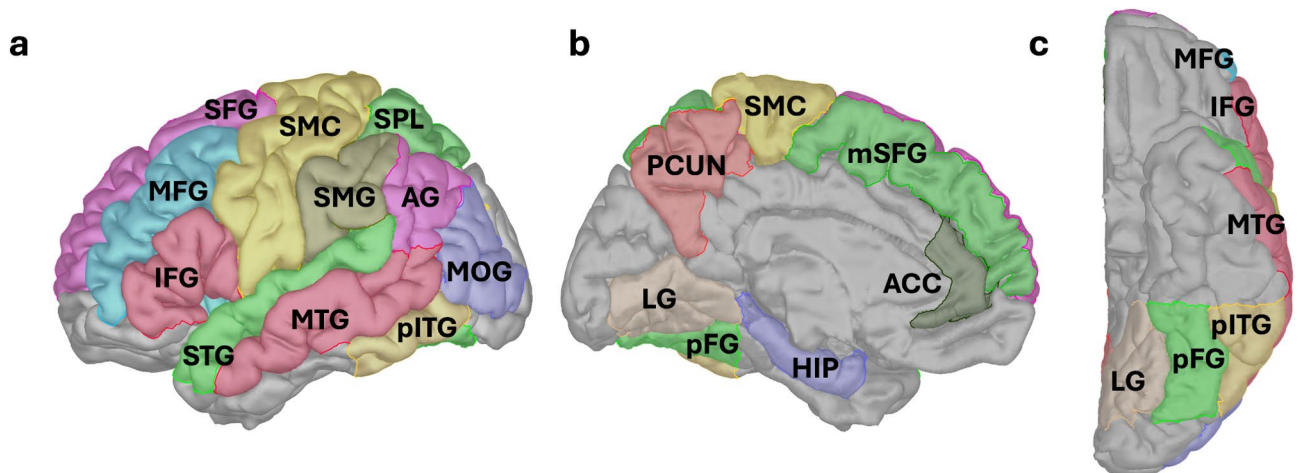 a
SFG
SMC
SPL
MFG
SMG
AG
IFG
MOG
MTG
pITG
STG
b
SMC
PCUN
mSFG
ACC
LG
pFG
HIP
c
MFG
IFG
MTG
pITG
pFG
LG